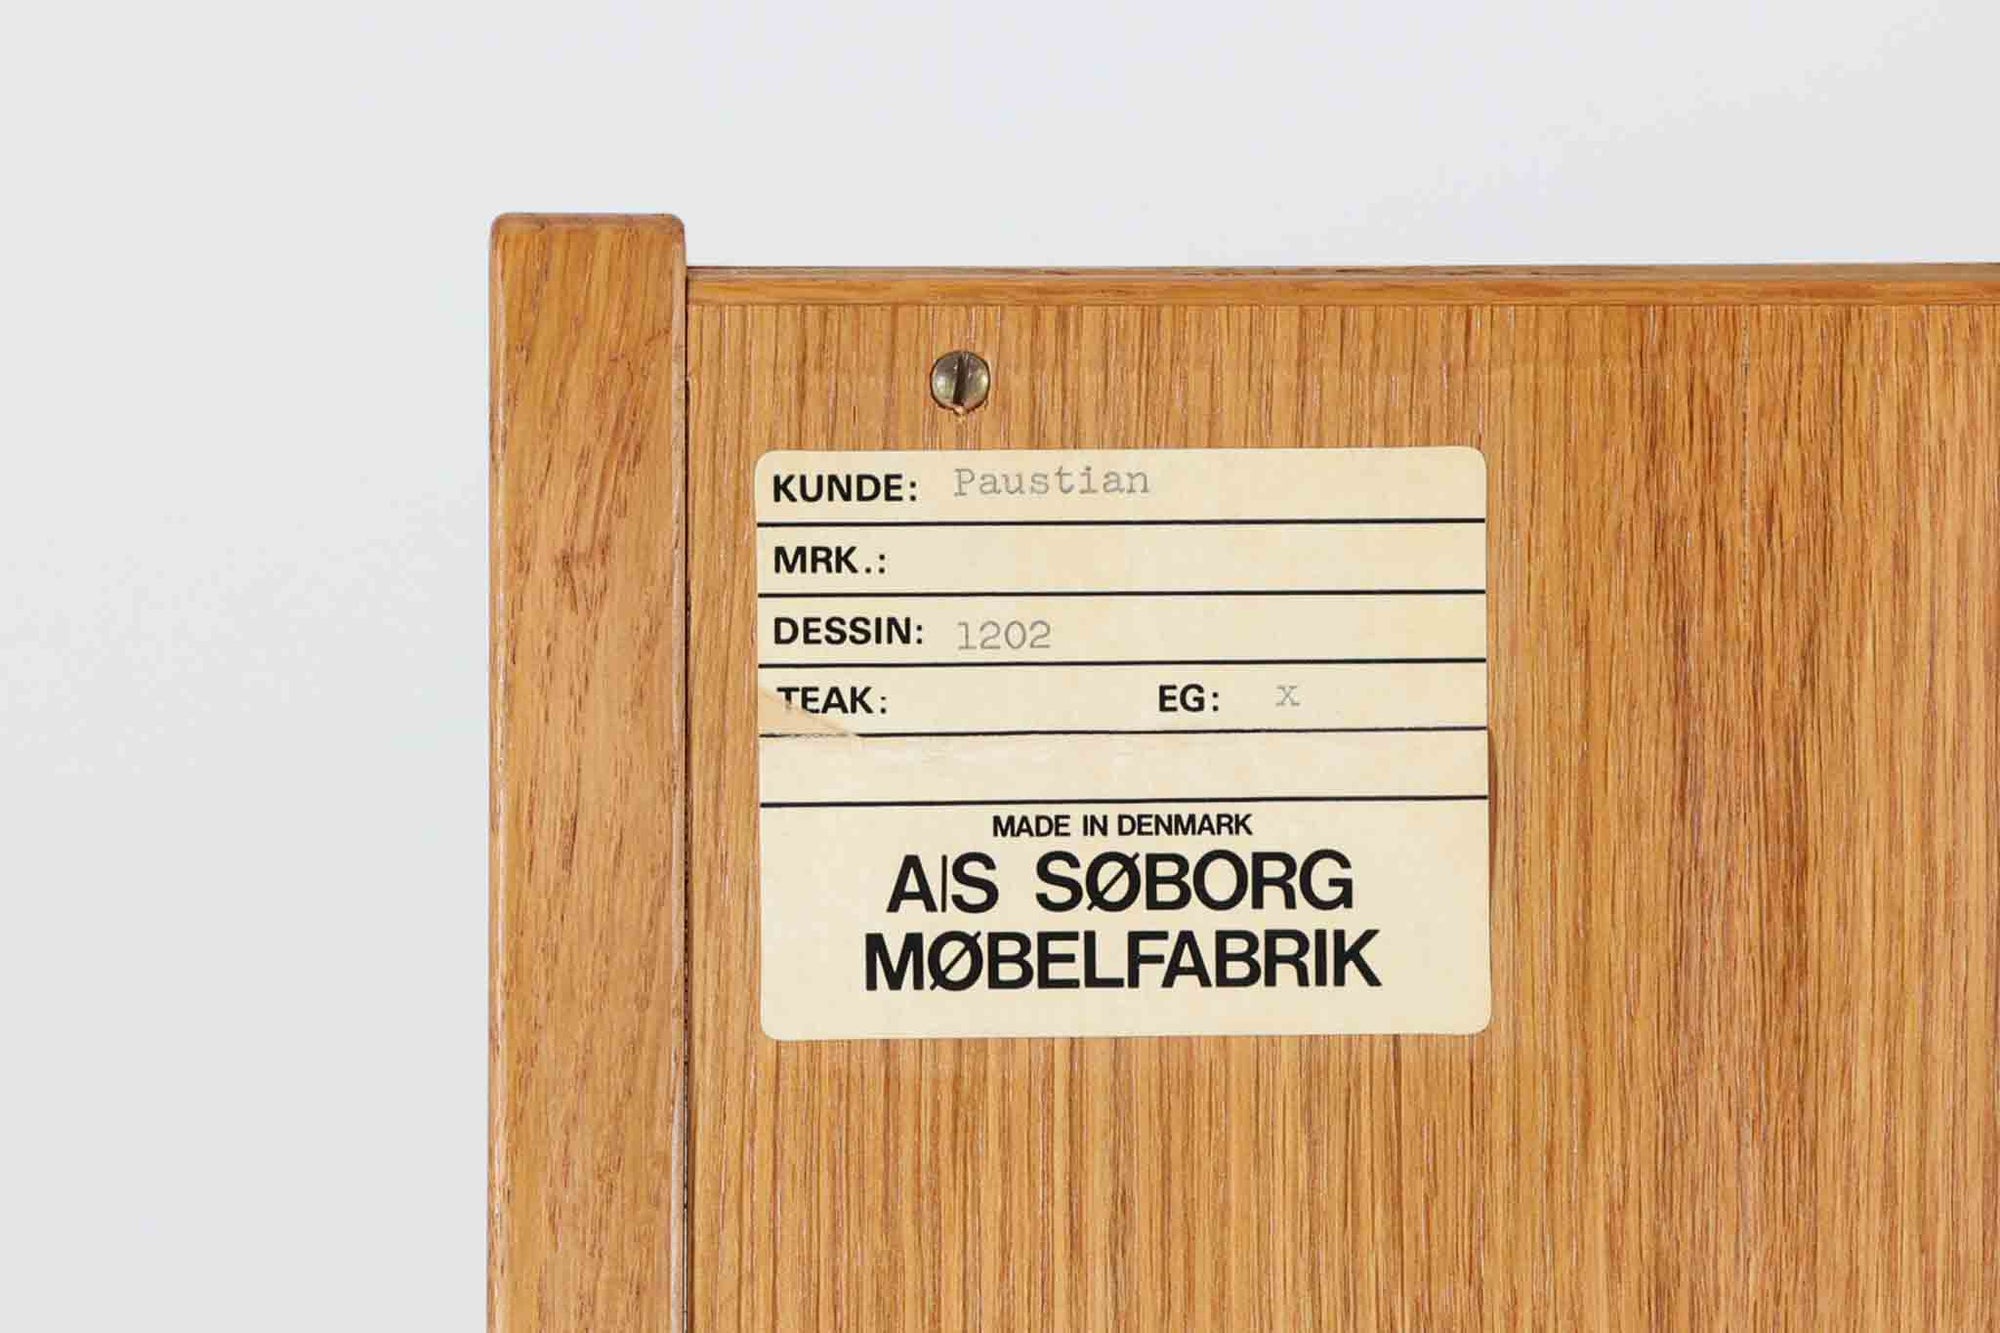 KUNDE: Paustian
MRK.:
DESSIN: 1202
TEAK: EG: x
MADE IN DENMARK
A|S SØBORG
MØBELFABRIK